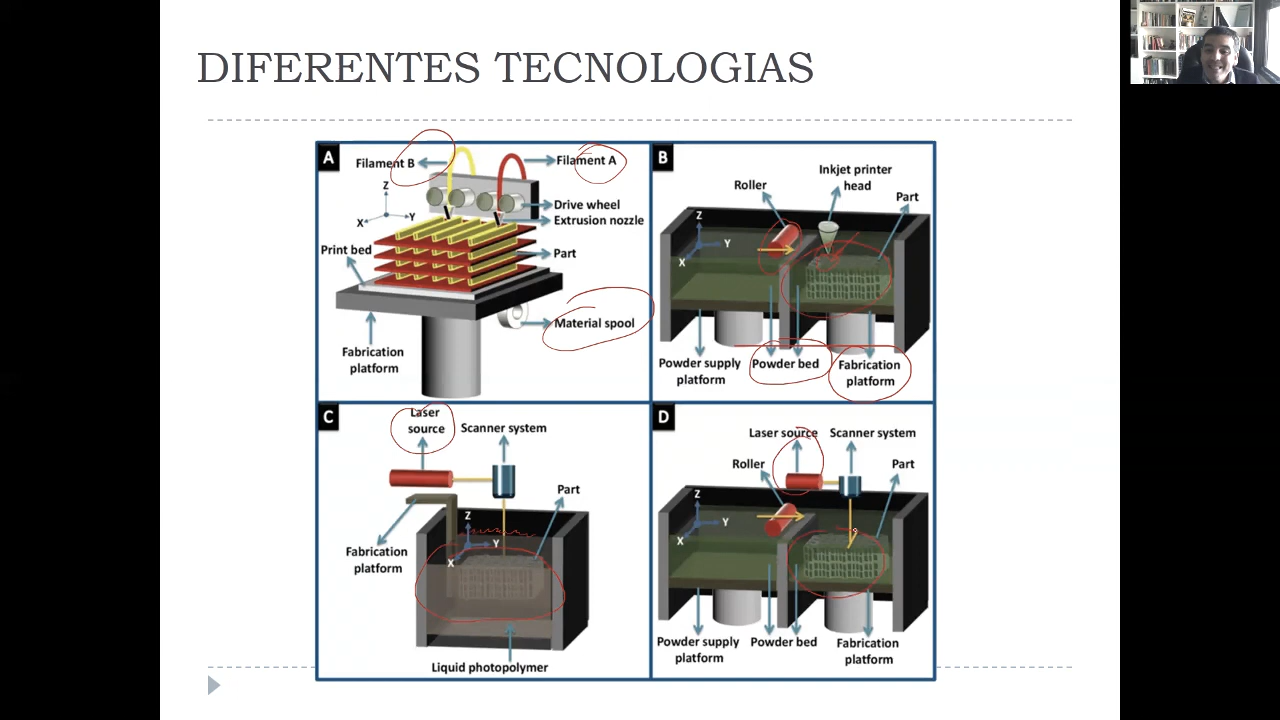 DIFERENTES TECNOLOGIAS
A
Filament B
Filament A
Z
X
Y
Drive wheel
Extrusion nozzle
Print bed
Part
Material spool
Fabrication
platform
B
Inkjet printer
head
Roller
Part
Z
Y
X
Powder supply
platform
Powder bed
Fabrication
platform
C
Laser
source
Scanner system
Part
Z
Y
X
Fabrication
platform
Liquid photopolymer
D
Laser source
Scanner system
Roller
Part
Z
Y
X
Powder supply
platform
Powder bed
Fabrication
platform